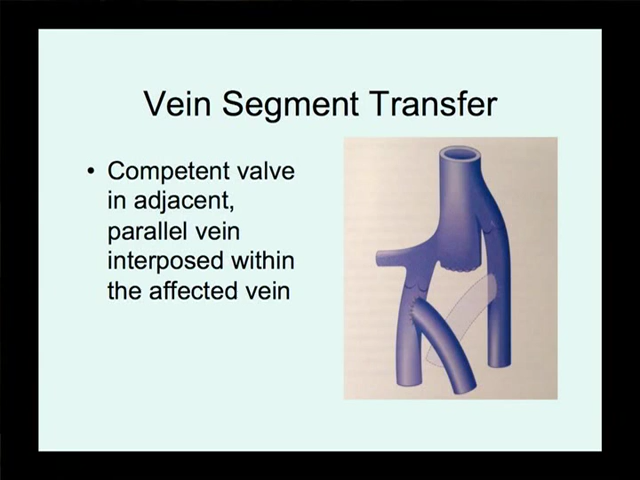 Vein Segment Transfer
• Competent valve
in adjacent,
parallel vein
interposed within
the affected vein